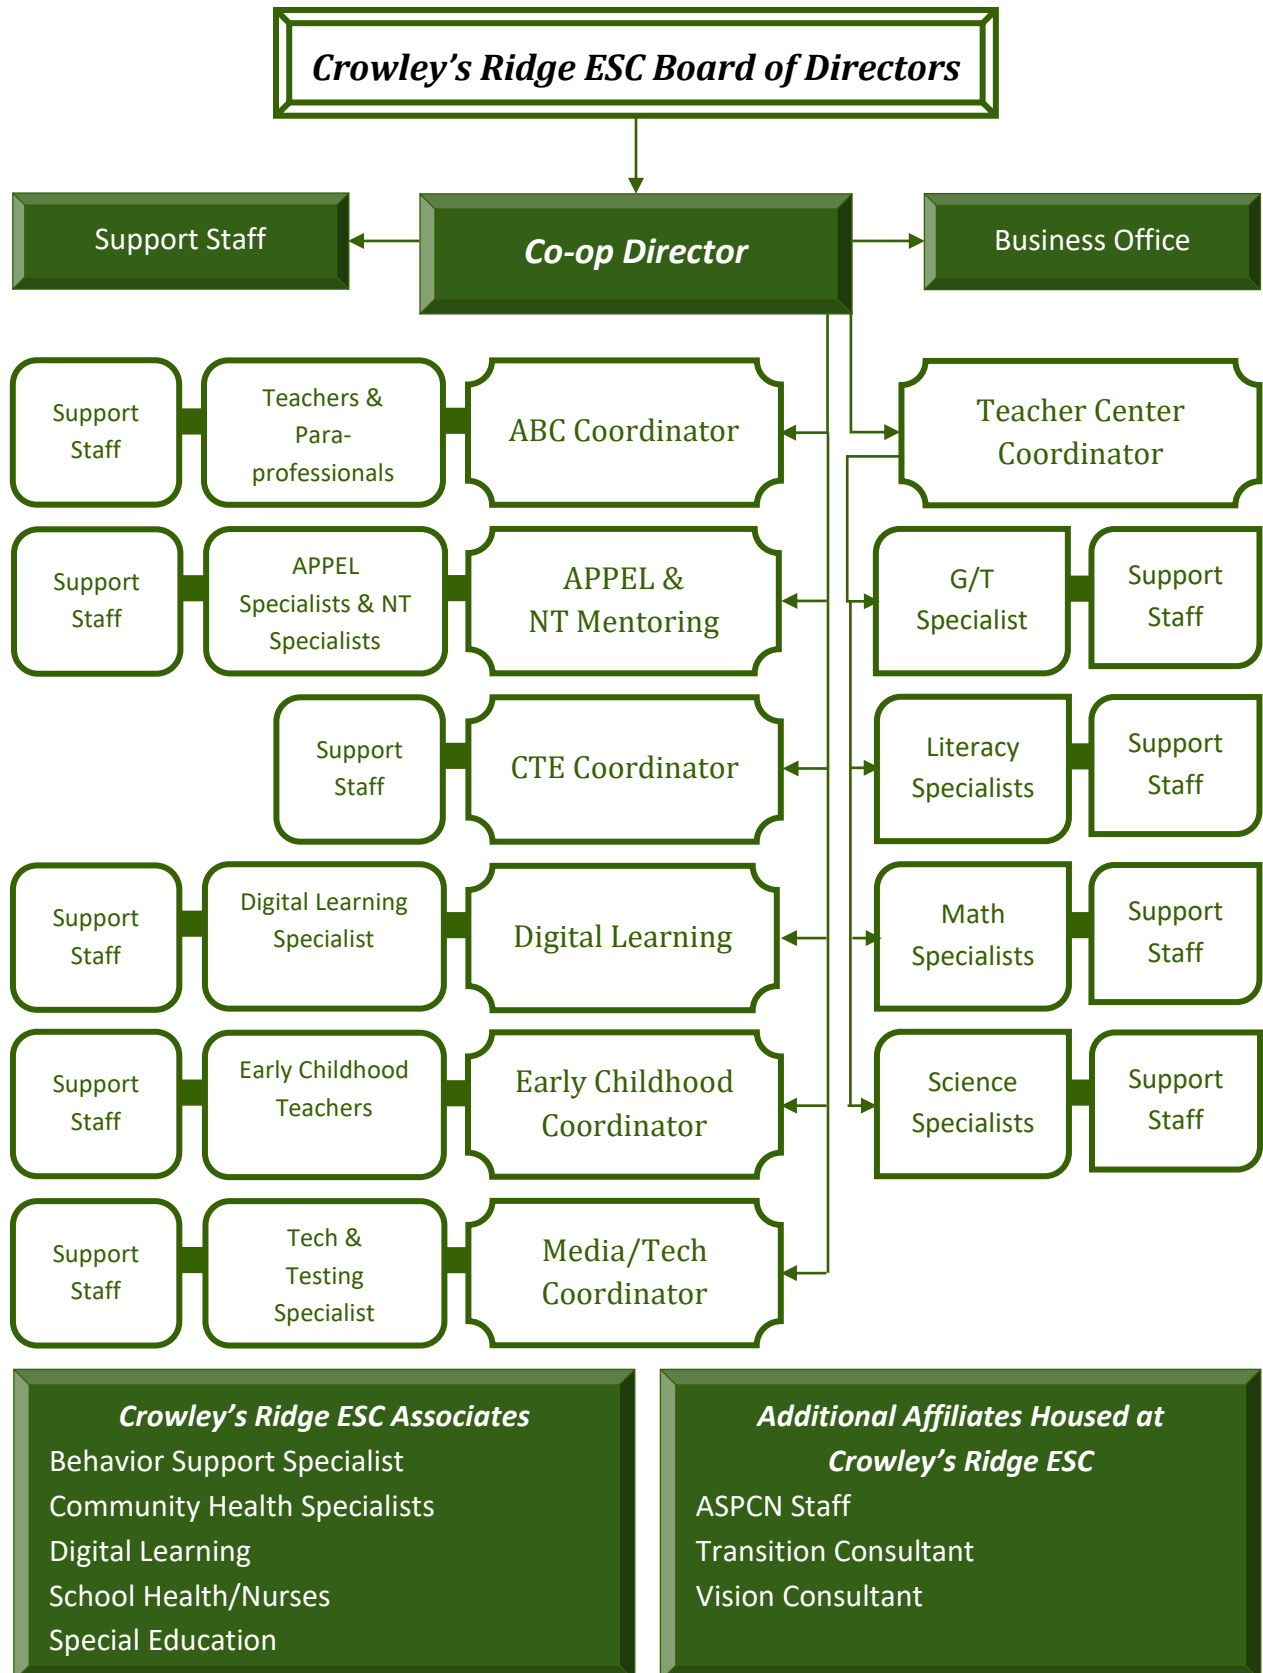 Crowley’s Ridge ESC Board of Directors
Support Staff
Co-op Director
Business Office
Support
Staff
Teachers &
Para-
professionals
ABC Coordinator
Teacher Center
Coordinator
Support
Staff
APPEL
Specialists & NT
Specialists
APPEL &
NT Mentoring
G/T
Specialist
Support
Staff
Support
Staff
CTE Coordinator
Literacy
Specialists
Support
Staff
Support
Staff
Digital Learning
Specialist
Digital Learning
Math
Specialists
Support
Staff
Support
Staff
Early Childhood
Teachers
Early Childhood
Coordinator
Science
Specialists
Support
Staff
Support
Staff
Tech &
Testing
Specialist
Media/Tech
Coordinator
Crowley’s Ridge ESC Associates
Behavior Support Specialist
Community Health Specialists
Digital Learning
School Health/Nurses
Special Education
Additional Affiliates Housed at
Crowley’s Ridge ESC
ASPCN Staff
Transition Consultant
Vision Consultant